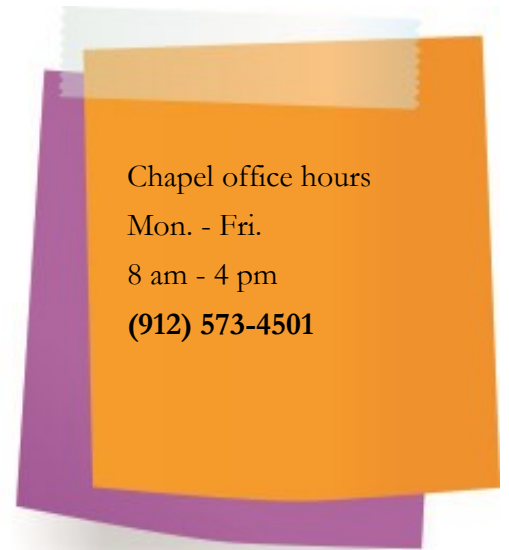 Chapel office hours
Mon. - Fri.
8 am - 4 pm
(912) 573-4501